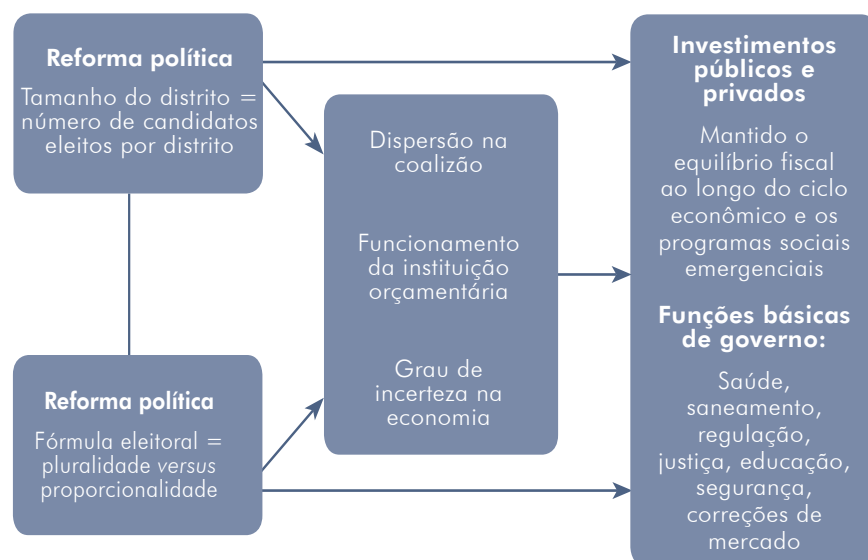 Reforma política
Tamanho do distrito =
número de candidatos
eleitos por distrito
Reforma política
Fórmula eleitoral =
pluralidade versus
proporcionalidade
Dispersão na
coalizão
Funcionamento
da instituição
orçamentária
Grau de
incerteza na
economia
Investimentos
públicos e
privados
Mantido o
equilíbrio fiscal
ao longo do ciclo
econômico e os
programas sociais
emergenciais
Funções básicas
de governo:
Saúde,
saneamento,
regulação,
justiça, educação,
segurança,
correções de
mercado